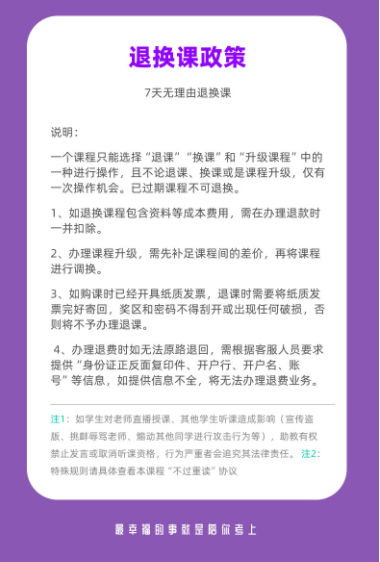 退换课政策
7天无理由退换课
说明：
一个课程只能选择“退课”“换课”和“升级课程”中的
一种进行操作，且不论退课、换课或是课程升级，仅有
一次操作机会。已过期课程不可退换。
1、如退换课程包含资料等成本费用，需在办理退款时
一并扣除。
2、办理课程升级，需先补足课程间的差价，再将课程
进行调换。
3、如购课时已经开具纸质发票，退课时需要将纸质发
票完好寄回，奖区和密码不得刮开或出现任何破损，否
则将不予办理退课。
4、办理退费时如无法原路退回，需根据客服人员要求
提供“身份证正反面复印件、开户行、开户名、账
号”等信息，如提供信息不全，将无法办理退费业务。
注1：如学生对老师直播授课、其他学生听课造成影响（宣传盗
版、挑衅辱骂老师、煽动其他同学进行攻击行为等），助教有权
禁止发言或取消听课资格，行为严重者会追究其法律责任。注2：
特殊规则请具体查看本课程“不过重读”协议
最幸福的事就是陪你考上